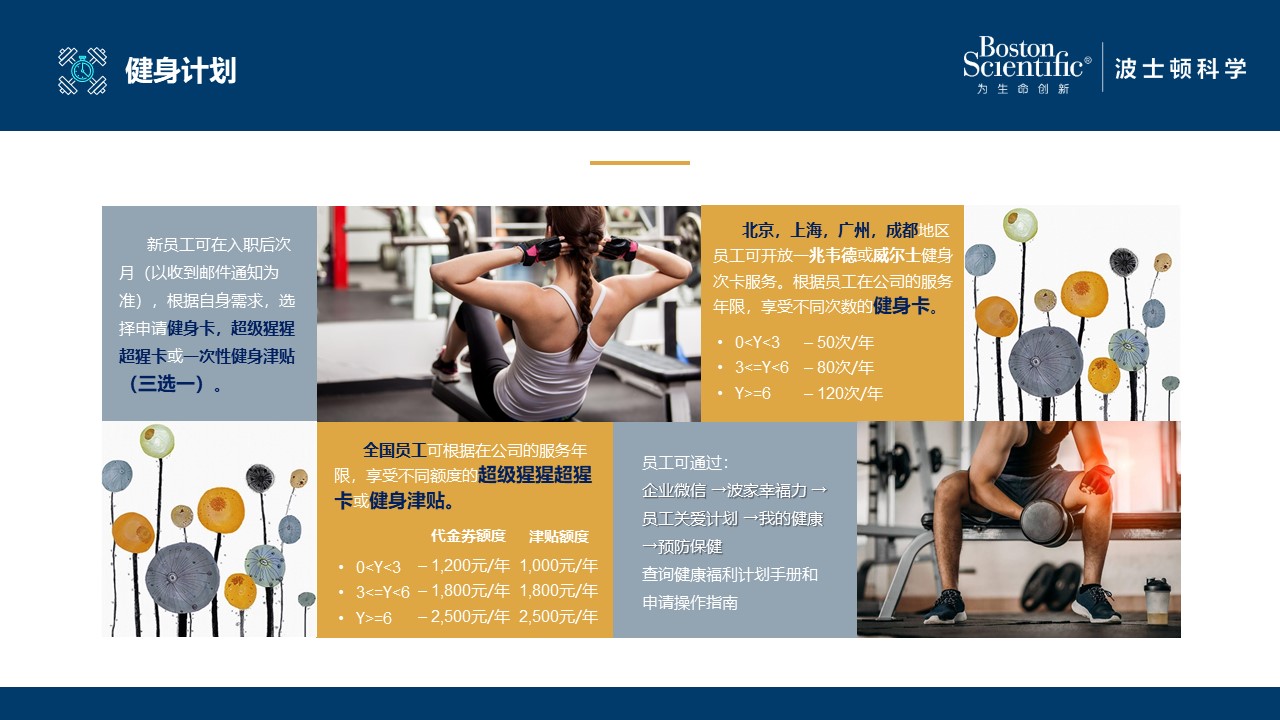 健身计划
Boston
Scientific®
为生命创新
波士顿科学
新员工可在入职后次
月（以收到邮件通知为
准），根据自身需求，选
择申请健身卡，超级猩猩
超猩卡或一次性健身津贴
（三选一）。
北京，上海，广州，成都地区
员工可开放一兆韦德或威尔士健身
次卡服务。根据员工在公司的服务
年限，享受不同次数的健身卡。
• 0<Y<3 – 50次/年
• 3<=Y<6 – 80次/年
• Y>=6 – 120次/年
全国员工可根据在公司的服务年
限，享受不同额度的超级猩猩超猩
卡或健身津贴。
代金券额度 津贴额度
• 0<Y<3 – 1,200元/年 1,000元/年
• 3<=Y<6 – 1,800元/年 1,800元/年
• Y>=6 – 2,500元/年 2,500元/年
员工可通过：
企业微信 →波家幸福力 →
员工关爱计划 →我的健康
→预防保健
查询健康福利计划手册和
申请操作指南